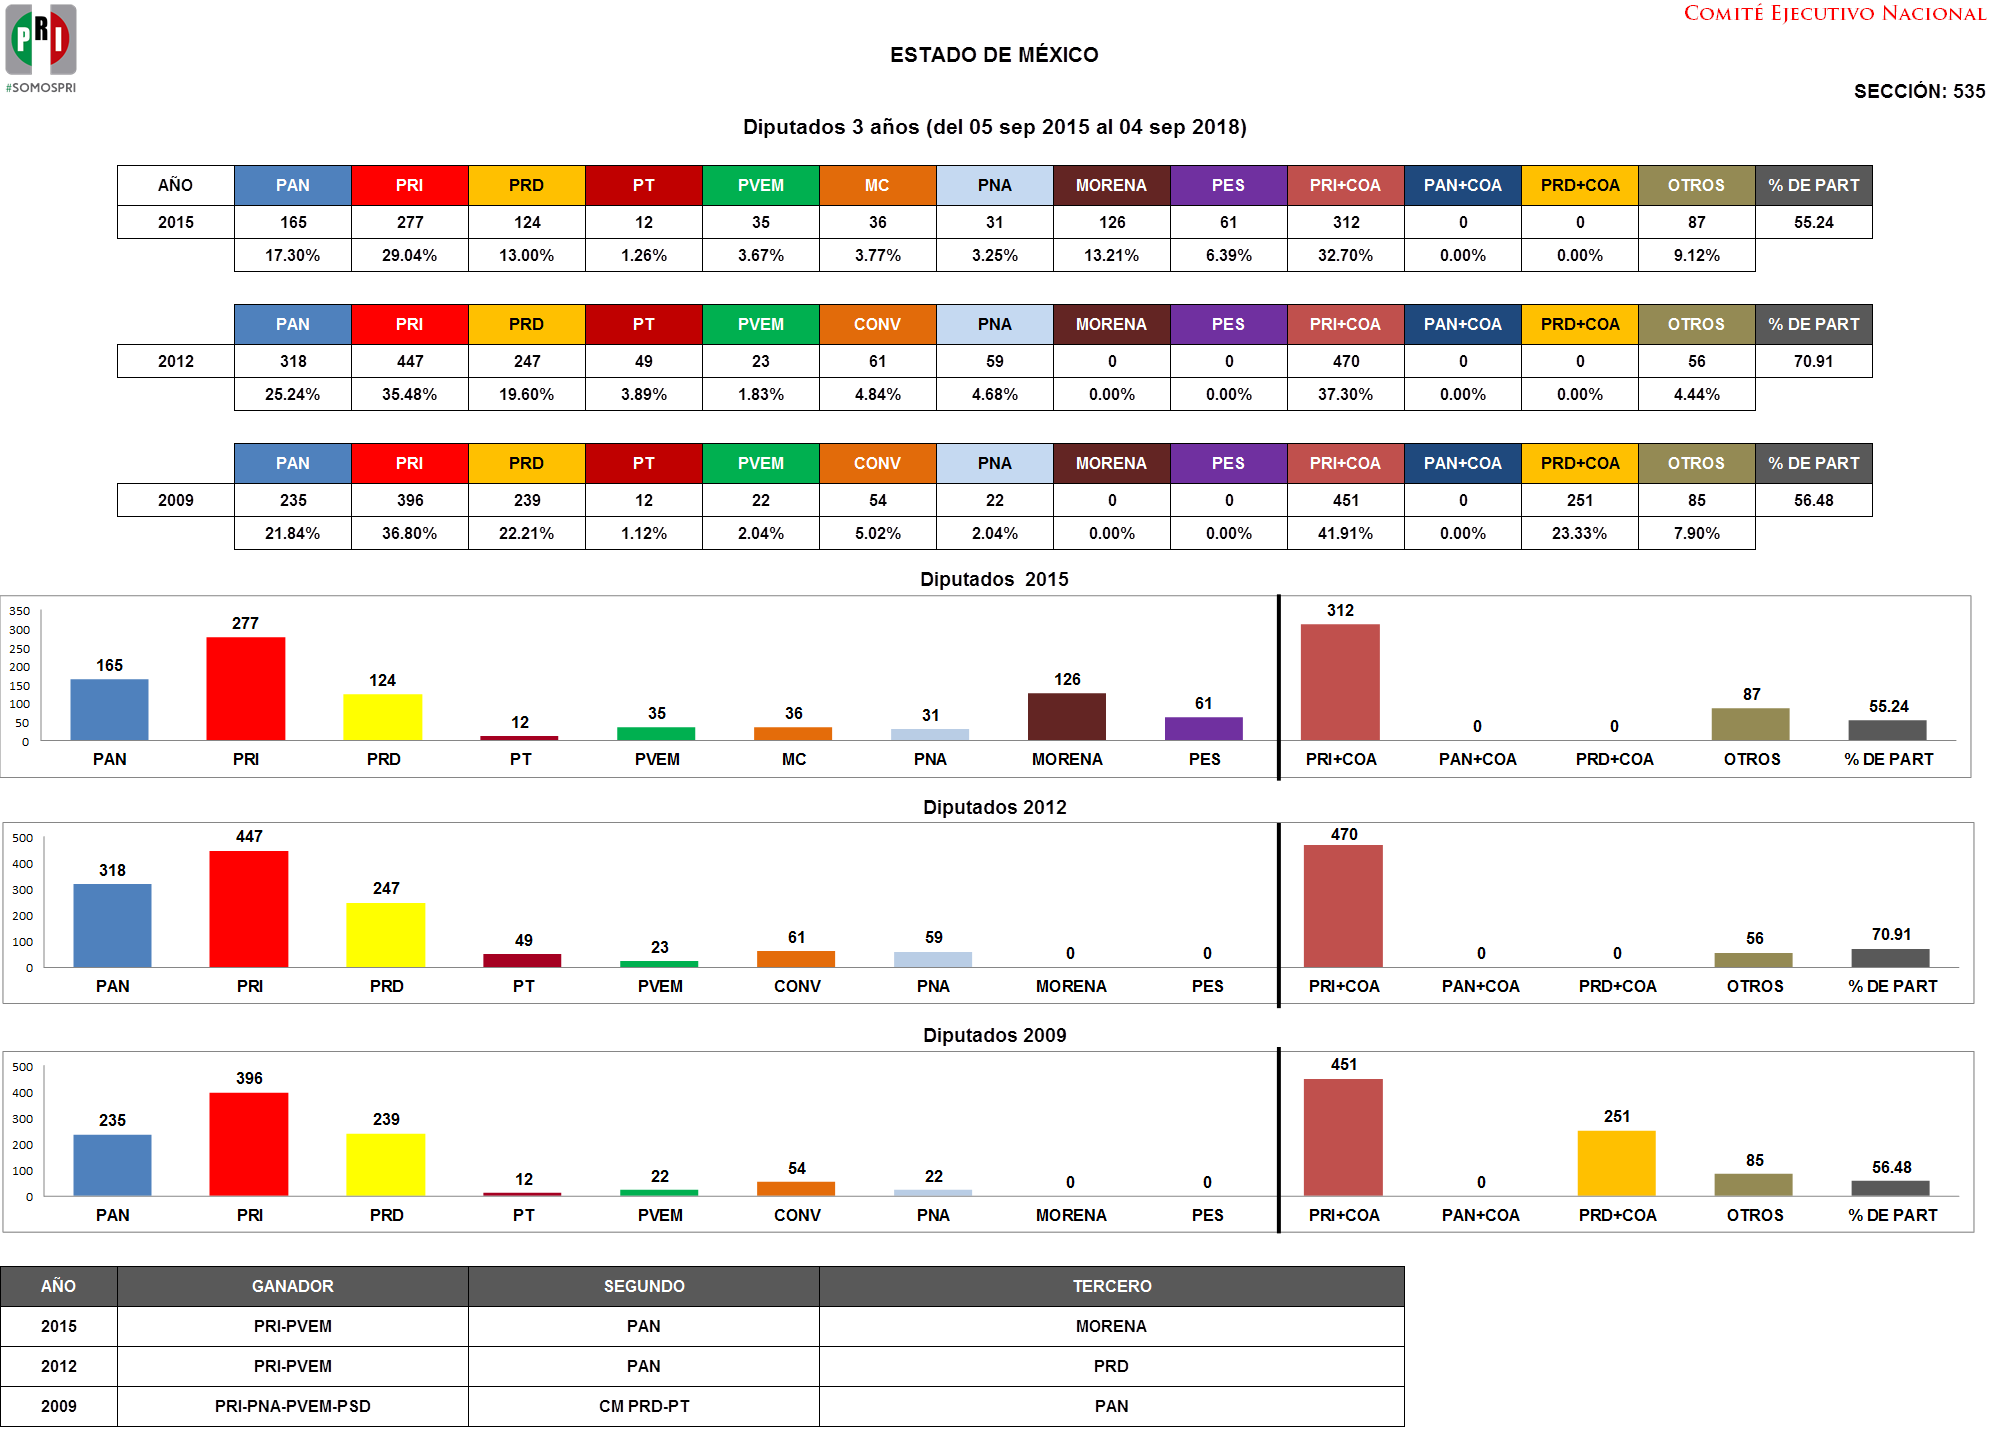 PRI
#SOMOSPRI
COMITÉ EJECUTIVO NACIONAL
ESTADO DE MÉXICO
SECCIÓN: 535
Diputados 3 años (del 05 sep 2015 al 04 sep 2018)
AÑO PAN PRI PRD PT PVEM MC PNA MORENA PES PRI+COA PAN+COA PRD+COA OTROS % DE PART
2015 165 277 124 12 35 36 31 126 61 312 0 0 87 55.24
17.30% 29.04% 13.00% 1.26% 3.67% 3.77% 3.25% 13.21% 6.39% 32.70% 0.00% 0.00% 9.12%
PAN PRI PRD PT PVEM CONV PNA MORENA PES PRI+COA PAN+COA PRD+COA OTROS % DE PART
2012 318 447 247 49 23 61 59 0 0 470 0 0 56 70.91
25.24% 35.48% 19.60% 3.89% 1.83% 4.84% 4.68% 0.00% 0.00% 37.30% 0.00% 0.00% 4.44%
PAN PRI PRD PT PVEM CONV PNA MORENA PES PRI+COA PAN+COA PRD+COA OTROS % DE PART
2009 235 396 239 12 22 54 22 0 0 451 0 251 85 56.48
21.84% 36.80% 22.21% 1.12% 2.04% 5.02% 2.04% 0.00% 0.00% 41.91% 0.00% 23.33% 7.90%
Diputados 2015
350
300
250
200
150
100
50
0
165 277 124 12 35 36 31 126 61 312 0 0 87 55.24
PAN PRI PRD PT PVEM MC PNA MORENA PES PRI+COA PAN+COA PRD+COA OTROS % DE PART
Diputados 2012
500
400
300
200
100
0
318 447 247 49 23 61 59 0 0 470 0 0 56 70.91
PAN PRI PRD PT PVEM CONV PNA MORENA PES PRI+COA PAN+COA PRD+COA OTROS % DE PART
Diputados 2009
500
400
300
200
100
0
235 396 239 12 22 54 22 0 0 451 0 251 85 56.48
PAN PRI PRD PT PVEM CONV PNA MORENA PES PRI+COA PAN+COA PRD+COA OTROS % DE PART
AÑO GANADOR SEGUNDO TERCERO
2015 PRI-PVEM PAN MORENA
2012 PRI-PVEM PAN PRD
2009 PRI-PNA-PVEM-PSD CM PRD-PT PAN